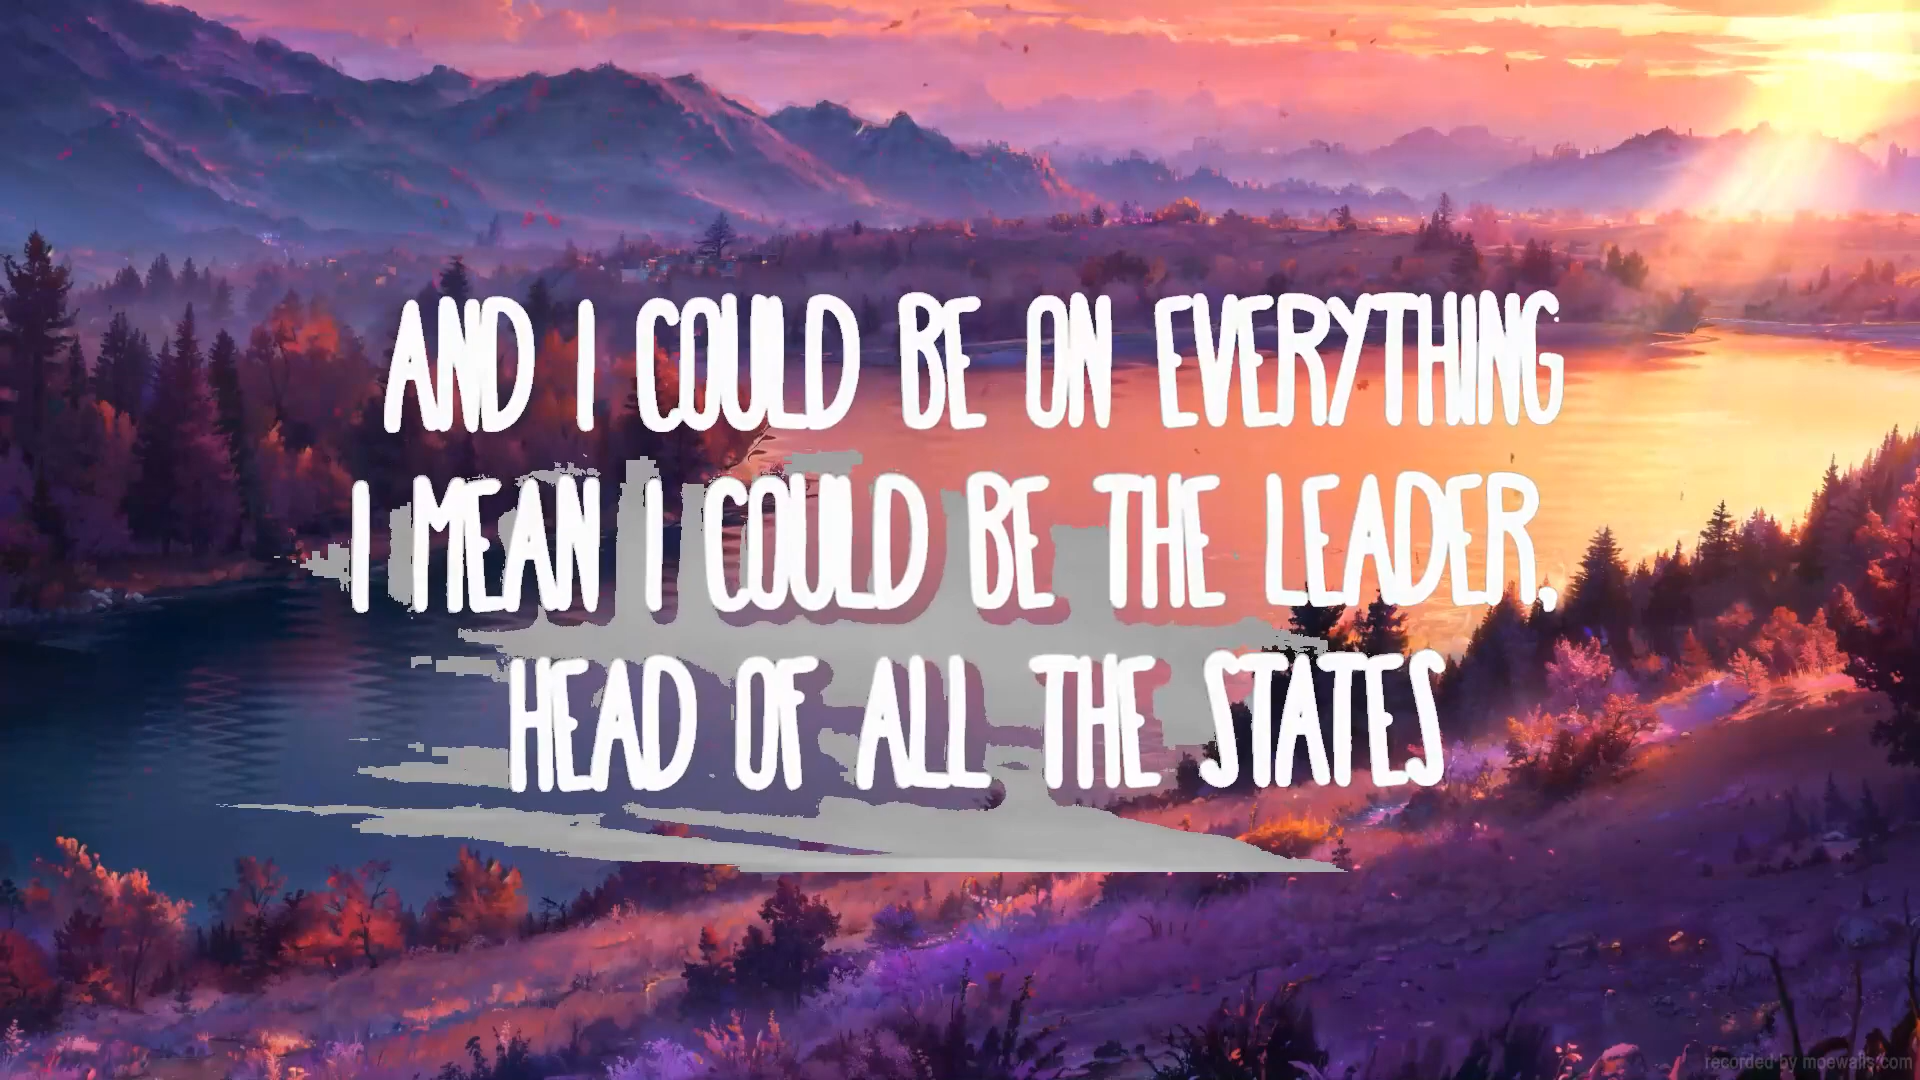 AND I COULD BE ON EVERYTHING
I MEAN I COULD BE THE LEADER,
HEAD OF ALL THE STATES
recorded by moewalls.com